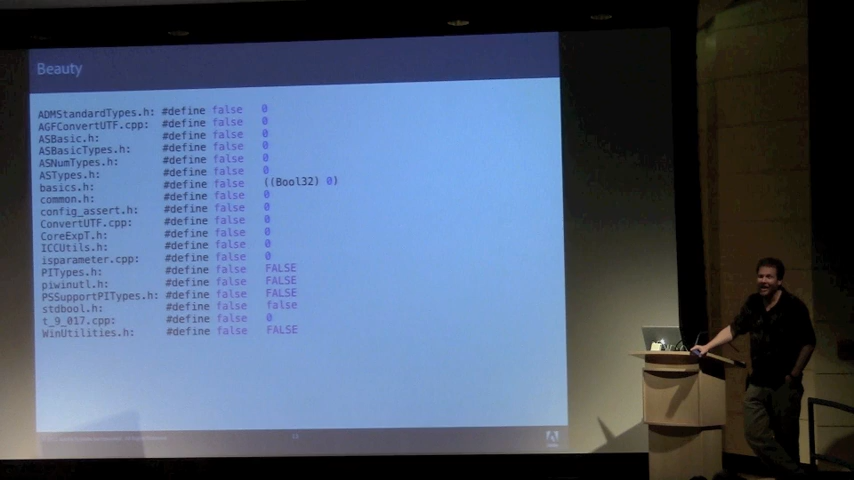 Beauty
ADMStandardTypes.h: #define false 0
AGFConvertUTF.cpp: #define false 0
ASBasic.h: #define false 0
ASBasicTypes.h: #define false 0
ASNumTypes.h: #define false 0
ASTypes.h: #define false 0
basics.h: #define false ((Bool32) 0)
common.h: #define false 0
config_assert.h: #define false 0
ConvertUTF.cpp: #define false 0
CoreExpT.h: #define false 0
ICCUtils.h: #define false 0
isparameter.cpp: #define false 0
PITypes.h: #define false FALSE
piwinutl.h: #define false FALSE
PSSupportPITypes.h: #define false FALSE
stdbool.h: #define false false
t_9_017.cpp: #define false 0
WinUtilities.h: #define false FALSE